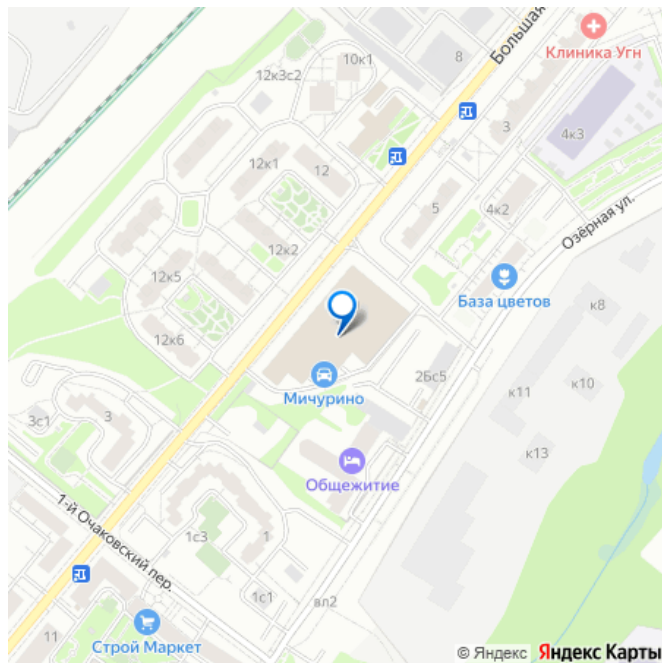 Большая
Клиника Угн
8
10к1
12к3с2
3
4к3
12к1
12
5
4к2
Озёрная ул.
12к2
База цветов
12к5
к8
12к6
2Бс5
к10
к11
Мичурино
3
3с1
к13
Общежитие
1-й Очаковский пер.
1с3
1
1с1
вл2
11
Строй Маркет
© Яндекс Яндекс Карты